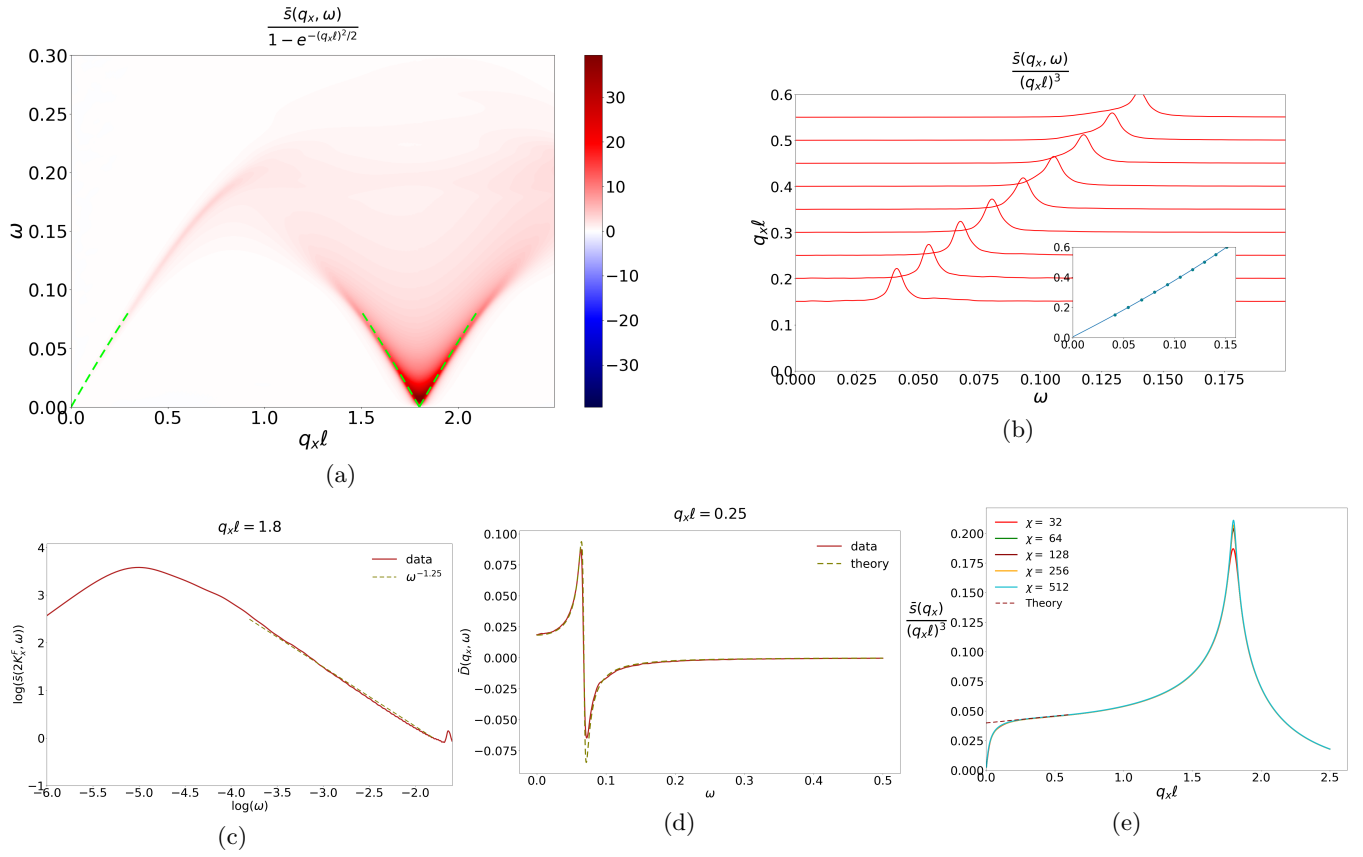 s̄(q_x, ω)
1 − e^{−(q_xℓ)²/2}
0.30
0.25
0.20
0.15
0.10
0.05
0.00
ω
0.0 0.5 1.0 1.5 2.0
q_xℓ
30
20
10
0
−10
−20
−30
(a)
s̄(q_x, ω)
(q_xℓ)³
0.6
0.5
0.4
0.3
0.2
0.1
0.0
q_xℓ
0.000 0.025 0.050 0.075 0.100 0.125 0.150 0.175
ω
0.6
0.4
0.2
0.0
0.00 0.05 0.10 0.15
(b)
q_xℓ = 1.8
4
3
2
1
0
−1
log(s̄(2K_x^F, ω))
data
ω^{−1.25}
−6.0 −5.5 −5.0 −4.5 −4.0 −3.5 −3.0 −2.5 −2.0
log(ω)
(c)
q_xℓ = 0.25
0.100
0.075
0.050
0.025
0.000
−0.025
−0.050
−0.075
D̄(q_x, ω)
data
theory
0.0 0.1 0.2 0.3 0.4 0.5
ω
(d)
s̄(q_x)
(q_xℓ)³
0.200
0.175
0.150
0.125
0.100
0.075
0.050
0.025
0.000
χ = 32
χ = 64
χ = 128
χ = 256
χ = 512
Theory
0.0 0.5 1.0 1.5 2.0 2.5
q_xℓ
(e)